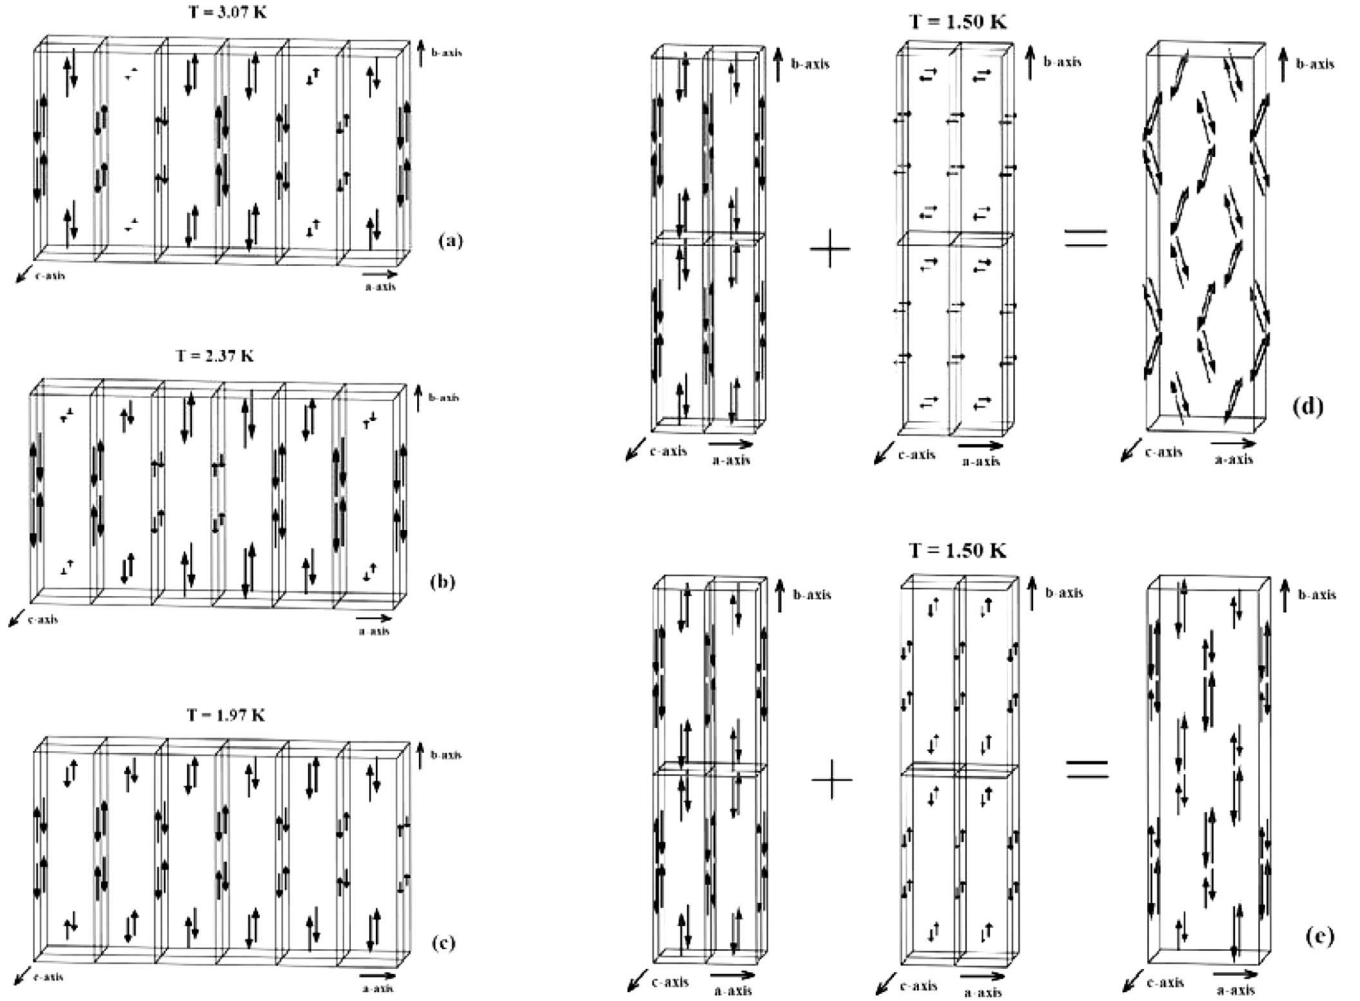 T = 3.07 K
b-axis
(a)
c-axis
a-axis
T = 2.37 K
b-axis
(b)
c-axis
a-axis
T = 1.97 K
b-axis
(c)
c-axis
a-axis
T = 1.50 K
b-axis
b-axis
b-axis
+
=
(d)
c-axis
a-axis
c-axis
a-axis
c-axis
a-axis
T = 1.50 K
b-axis
b-axis
b-axis
+
=
(e)
c-axis
a-axis
c-axis
a-axis
c-axis
a-axis